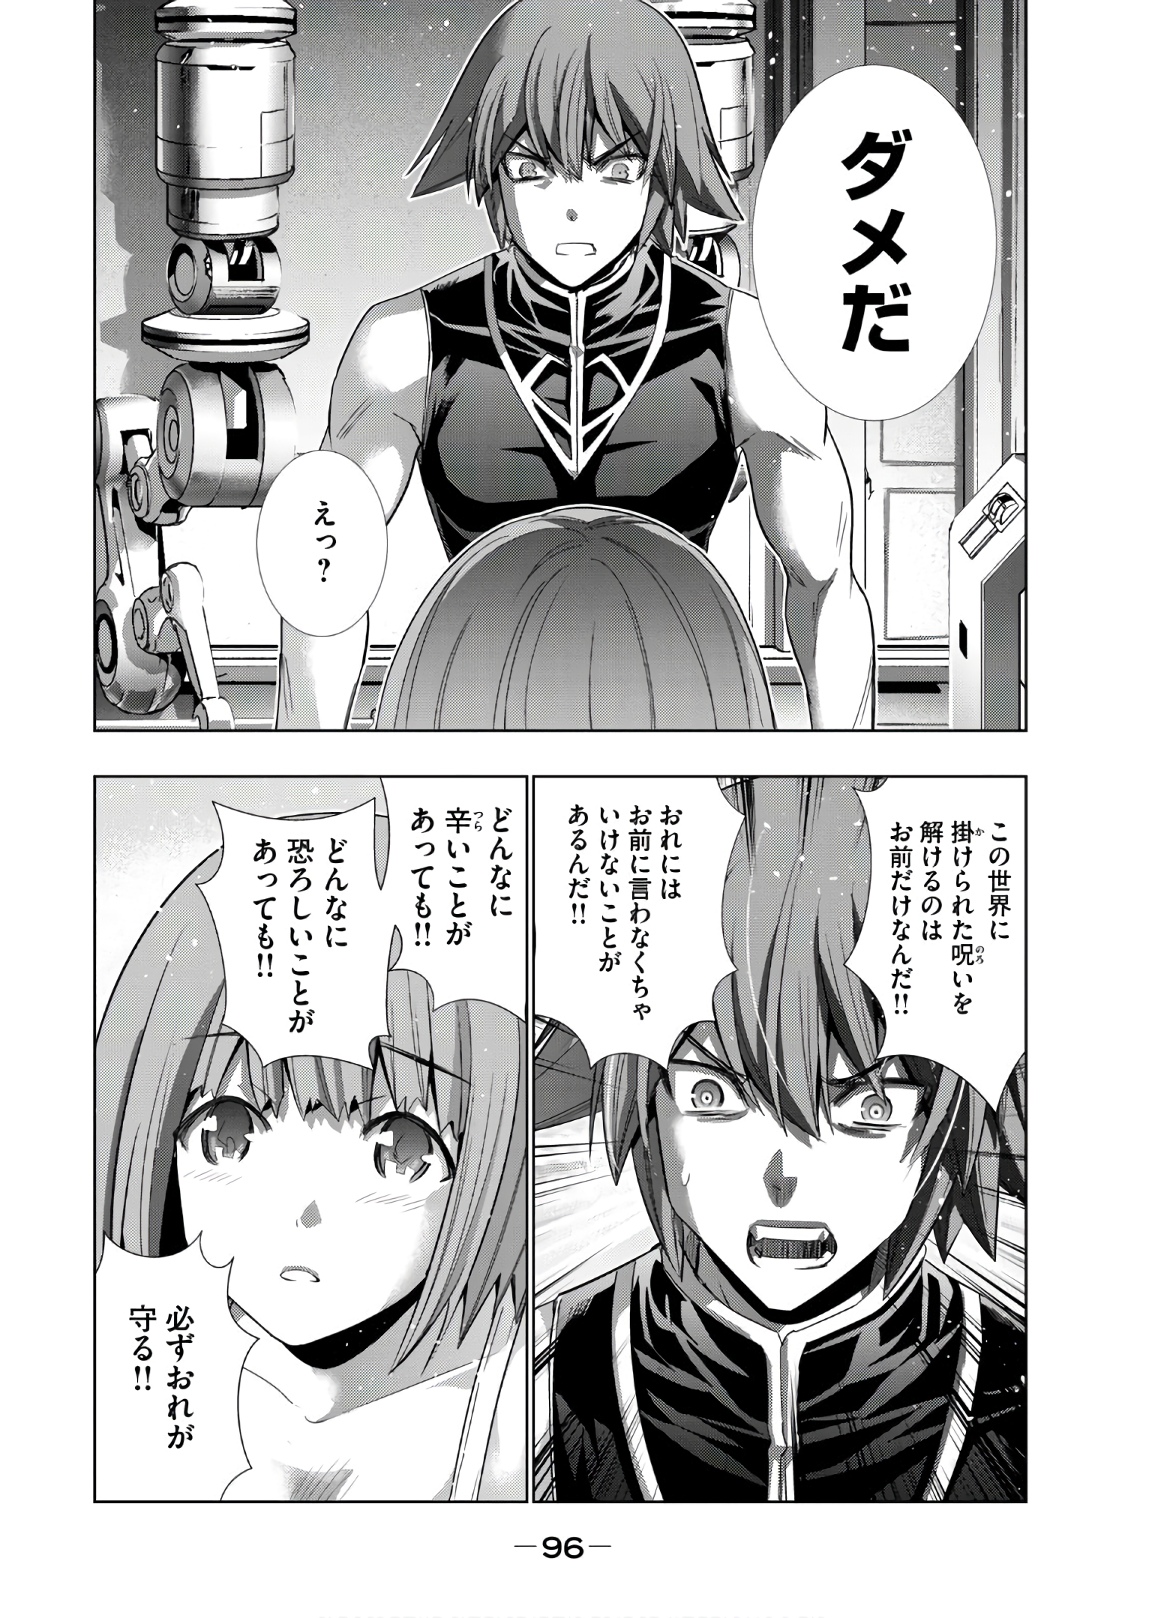 ダメだ
えっ?
この世界に
掛けられた呪いを
解けるのは
お前だけなんだ!!
おれには
お前に言わなくちゃ
いけないことが
あるんだ!!
どんなに
辛いことが
あっても!!
どんなに
恐ろしいことが
あっても!!
必ずおれが
守る!!
—96—